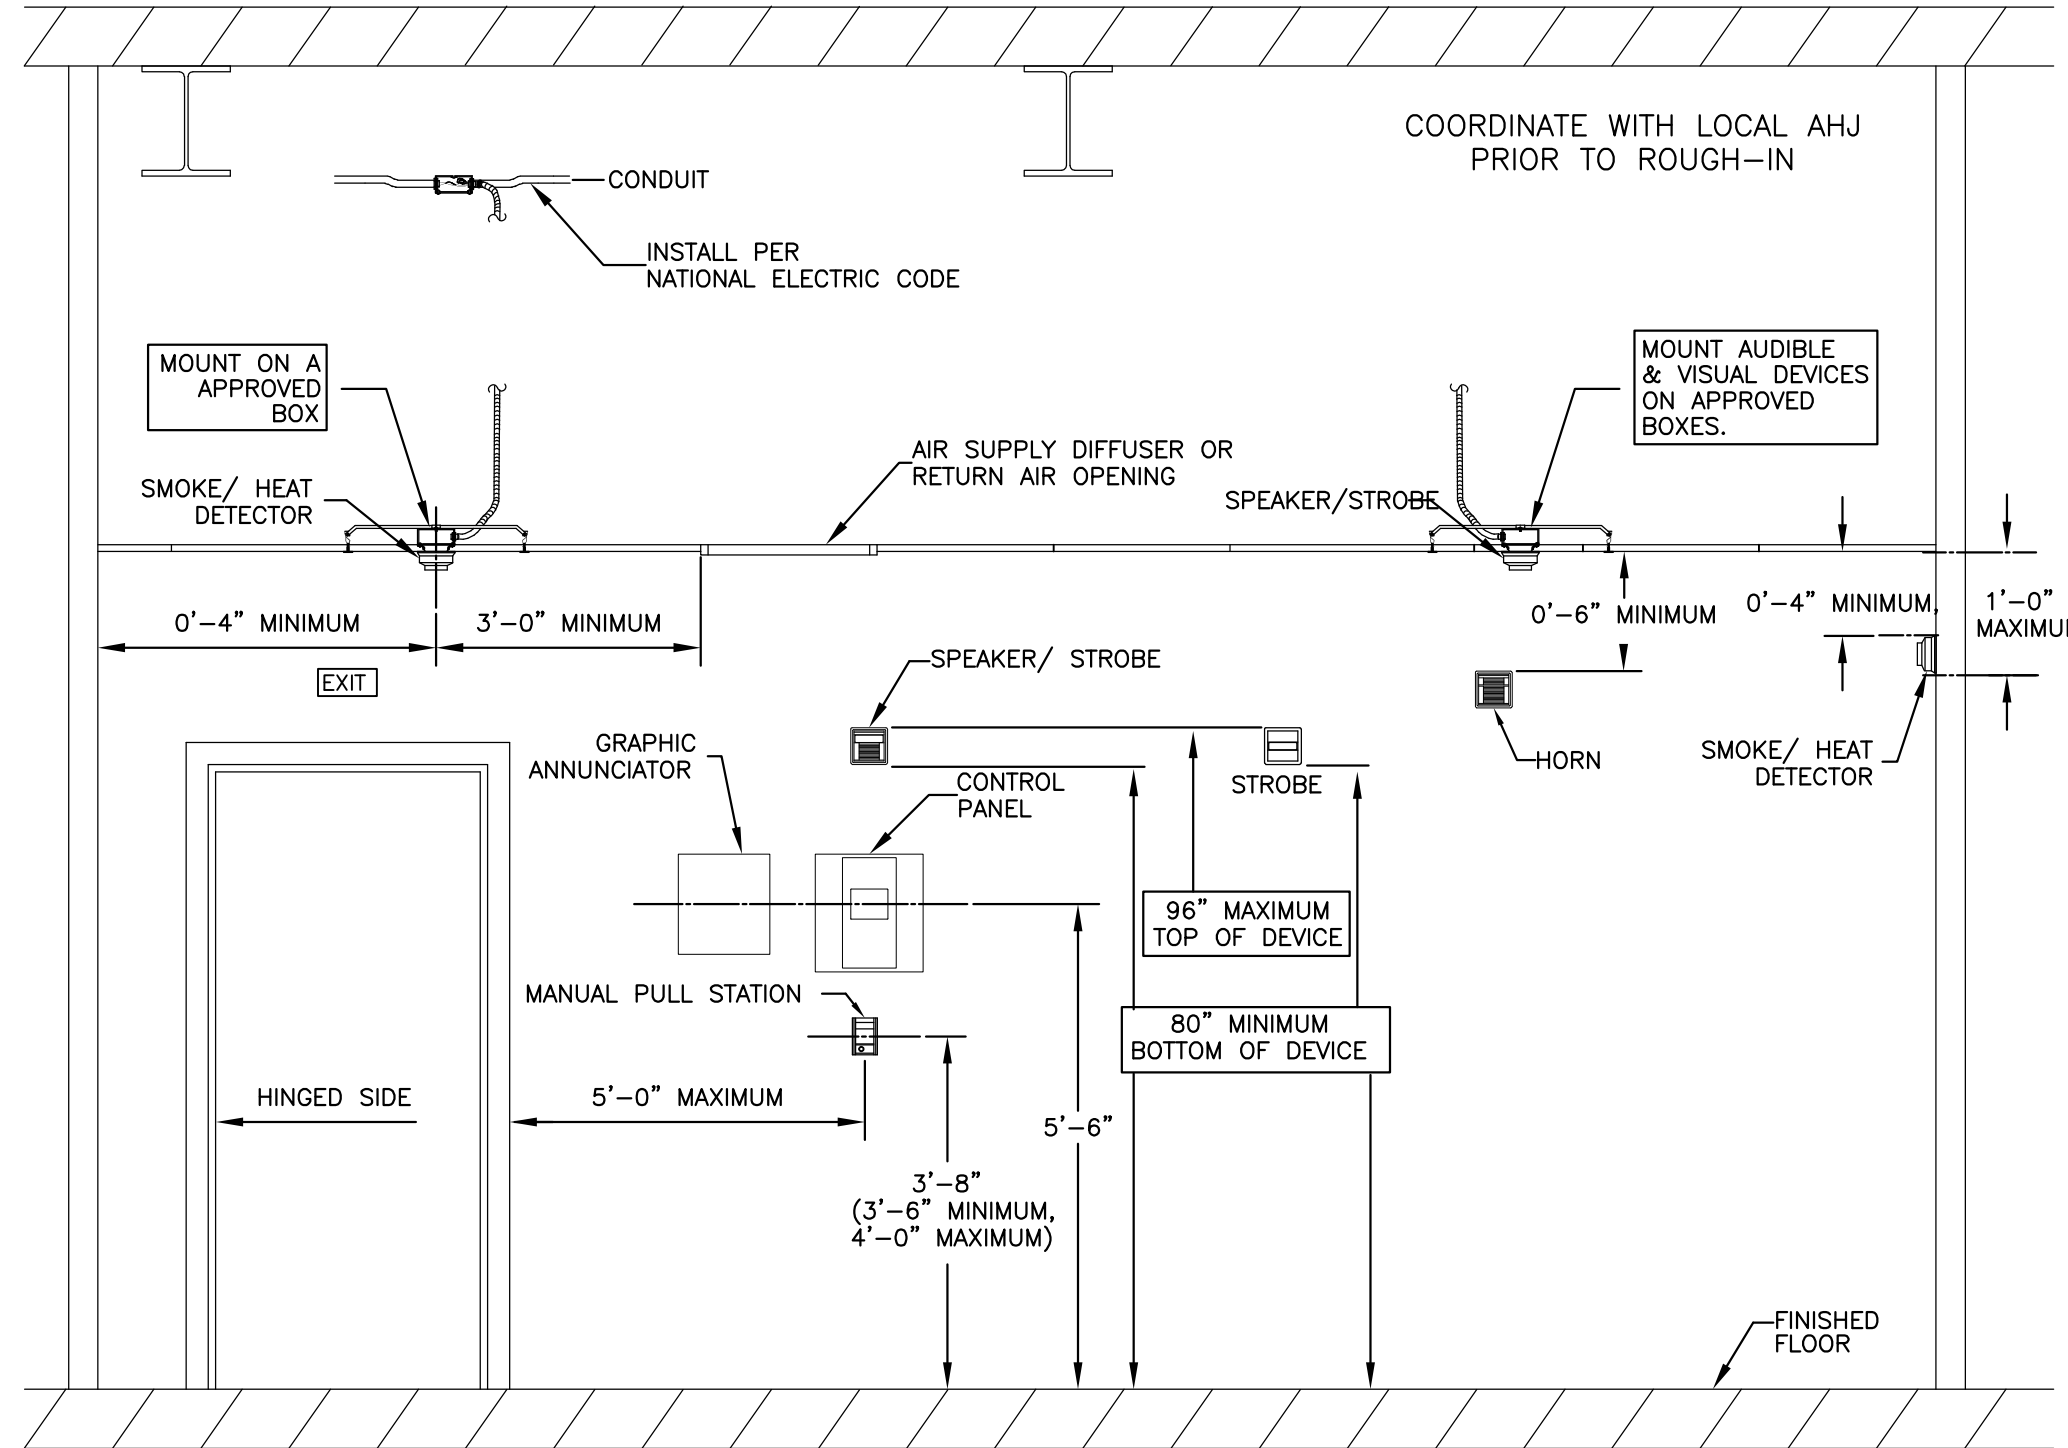 COORDINATE WITH LOCAL AHJ
PRIOR TO ROUGH-IN
CONDUIT
INSTALL PER
NATIONAL ELECTRIC CODE
MOUNT ON A
APPROVED
BOX
MOUNT AUDIBLE
& VISUAL DEVICES
ON APPROVED
BOXES.
SMOKE/ HEAT
DETECTOR
AIR SUPPLY DIFFUSER OR
RETURN AIR OPENING
SPEAKER/STROBE
0'-4" MINIMUM
3'-0" MINIMUM
0'-6" MINIMUM
0'-4" MINIMUM,
1'-0"
MAXIMUM
EXIT
SPEAKER/ STROBE
GRAPHIC
ANNUNCIATOR
CONTROL
PANEL
STROBE
HORN
SMOKE/ HEAT
DETECTOR
96" MAXIMUM
TOP OF DEVICE
MANUAL PULL STATION
80" MINIMUM
BOTTOM OF DEVICE
HINGED SIDE
5'-0" MAXIMUM
5'-6"
3'-8"
(3'-6" MINIMUM,
4'-0" MAXIMUM)
FINISHED
FLOOR